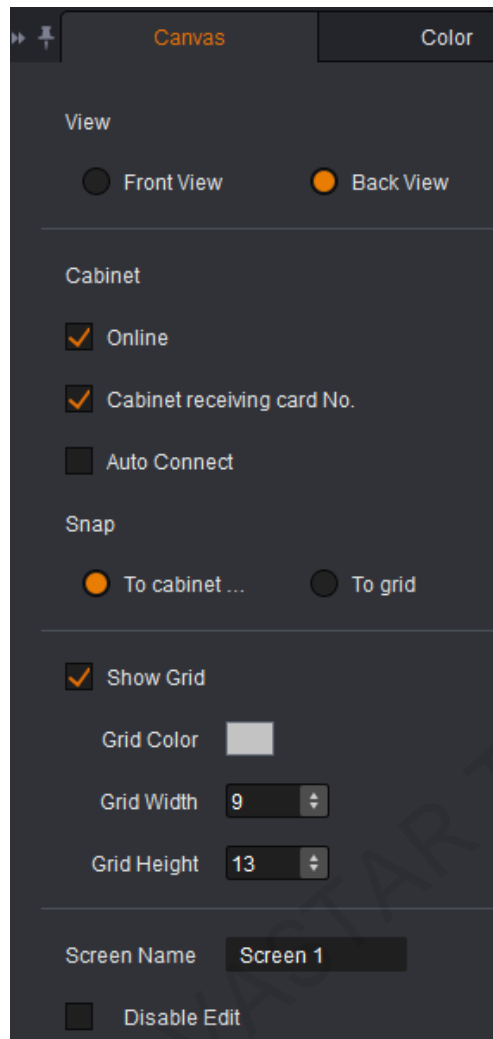 Canvas Color
View
Front View Back View
Cabinet
Online
Cabinet receiving card No.
Auto Connect
Snap
To cabinet ... To grid
Show Grid
Grid Color
Grid Width 9
Grid Height 13
Screen Name Screen 1
Disable Edit